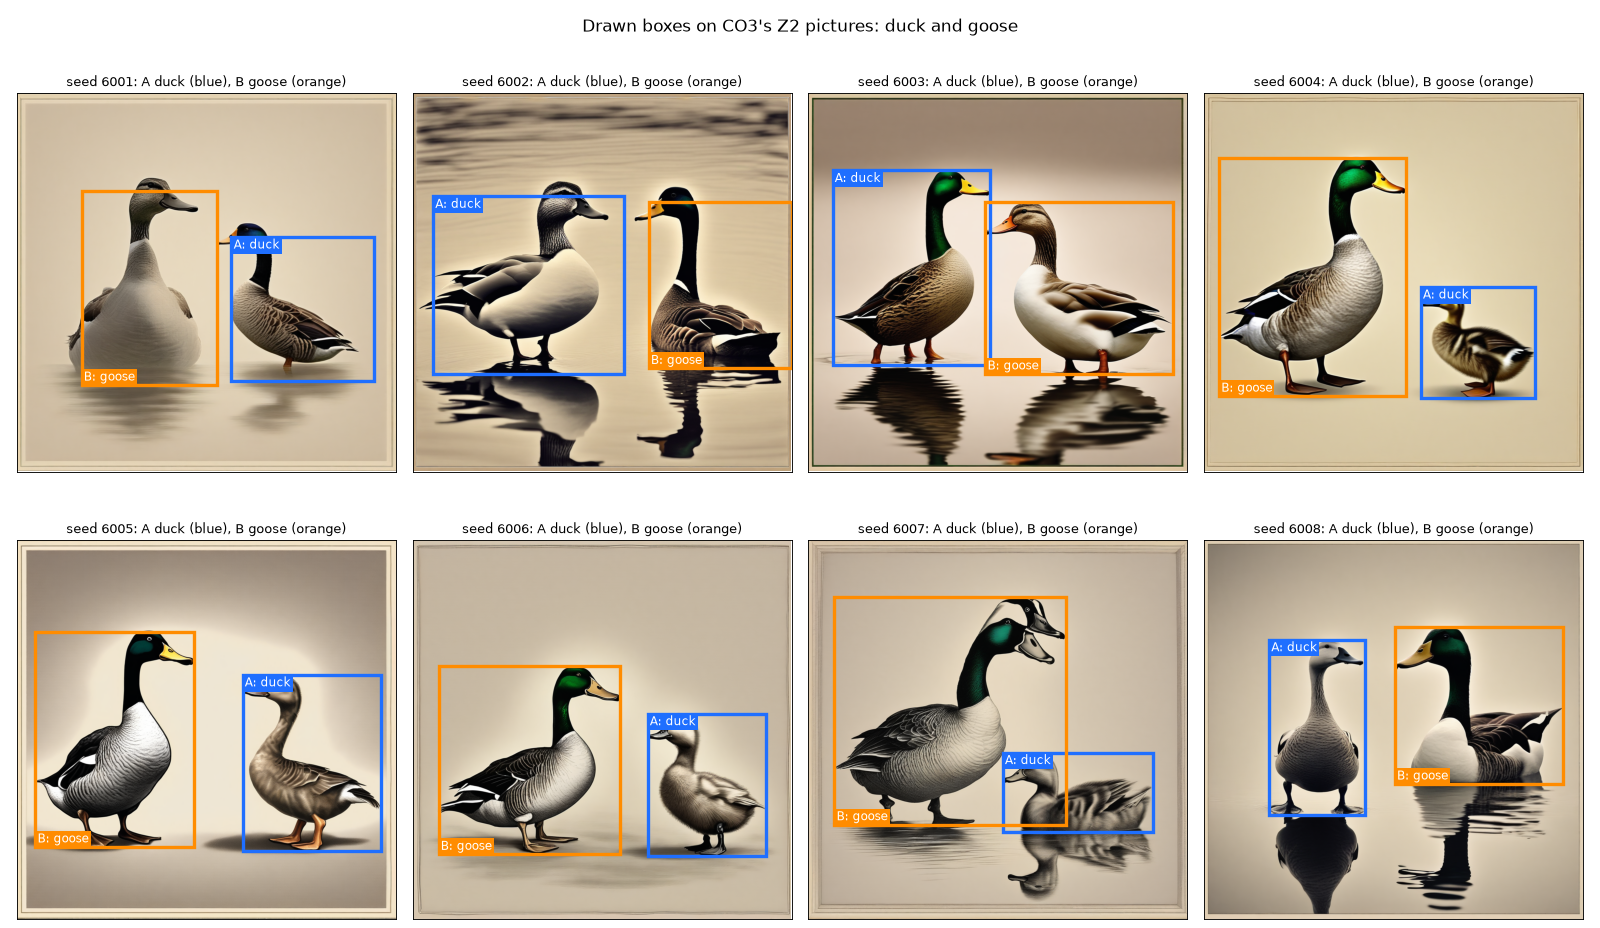 Drawn boxes on CO3's Z2 pictures: duck and goose
seed 6001: A duck (blue), B goose (orange)
seed 6002: A duck (blue), B goose (orange)
seed 6003: A duck (blue), B goose (orange)
seed 6004: A duck (blue), B goose (orange)
A: duck
B: goose
A: duck
B: goose
A: duck
B: goose
A: duck
B: goose
seed 6005: A duck (blue), B goose (orange)
seed 6006: A duck (blue), B goose (orange)
seed 6007: A duck (blue), B goose (orange)
seed 6008: A duck (blue), B goose (orange)
A: duck
B: goose
A: duck
B: goose
A: duck
B: goose
A: duck
B: goose